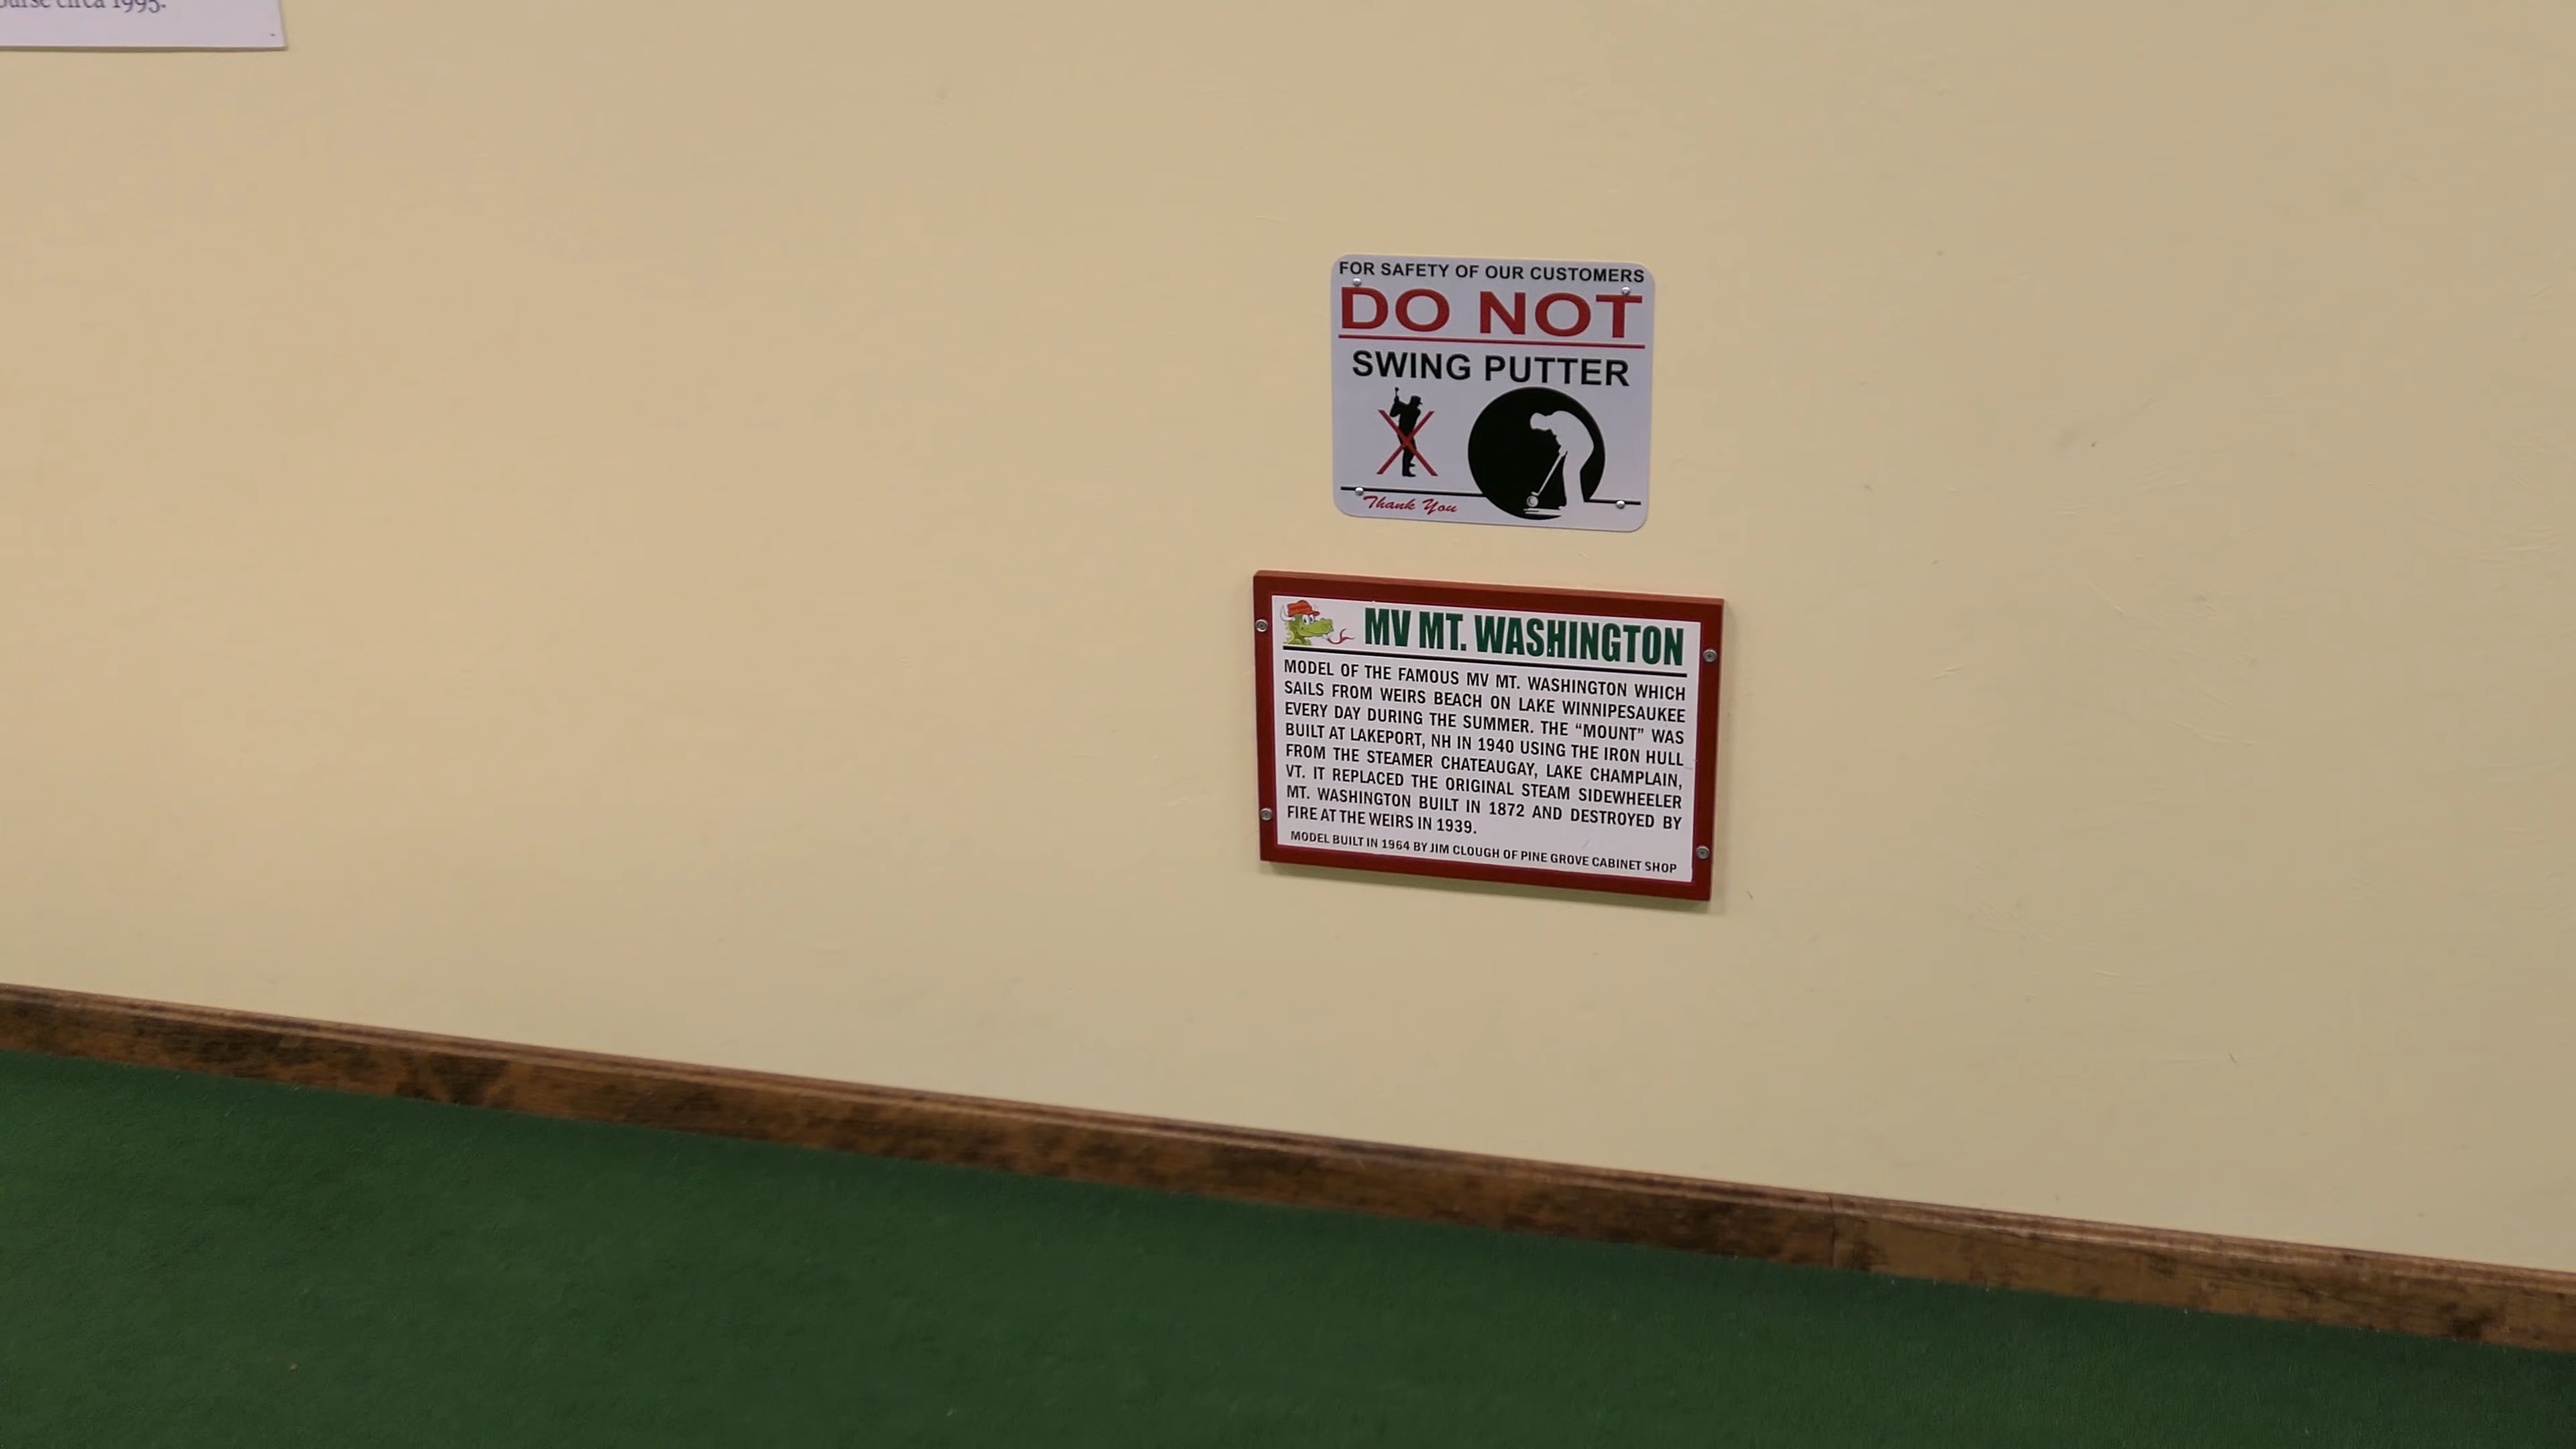 circa 1995.
FOR SAFETY OF OUR CUSTOMERS
DO NOT
SWING PUTTER
Thank You
MV MT. WASHINGTON
MODEL OF THE FAMOUS MV MT. WASHINGTON WHICH
SAILS FROM WEIRS BEACH ON LAKE WINNIPESAUKEE
EVERY DAY DURING THE SUMMER. THE “MOUNT” WAS
BUILT AT LAKEPORT, NH IN 1940 USING THE IRON HULL
FROM THE STEAMER CHATEAUGAY, LAKE CHAMPLAIN,
VT. IT REPLACED THE ORIGINAL STEAM SIDEWHEELER
MT. WASHINGTON BUILT IN 1872 AND DESTROYED BY
FIRE AT THE WEIRS IN 1939.
MODEL BUILT IN 1964 BY JIM CLOUGH OF PINE GROVE CABINET SHOP